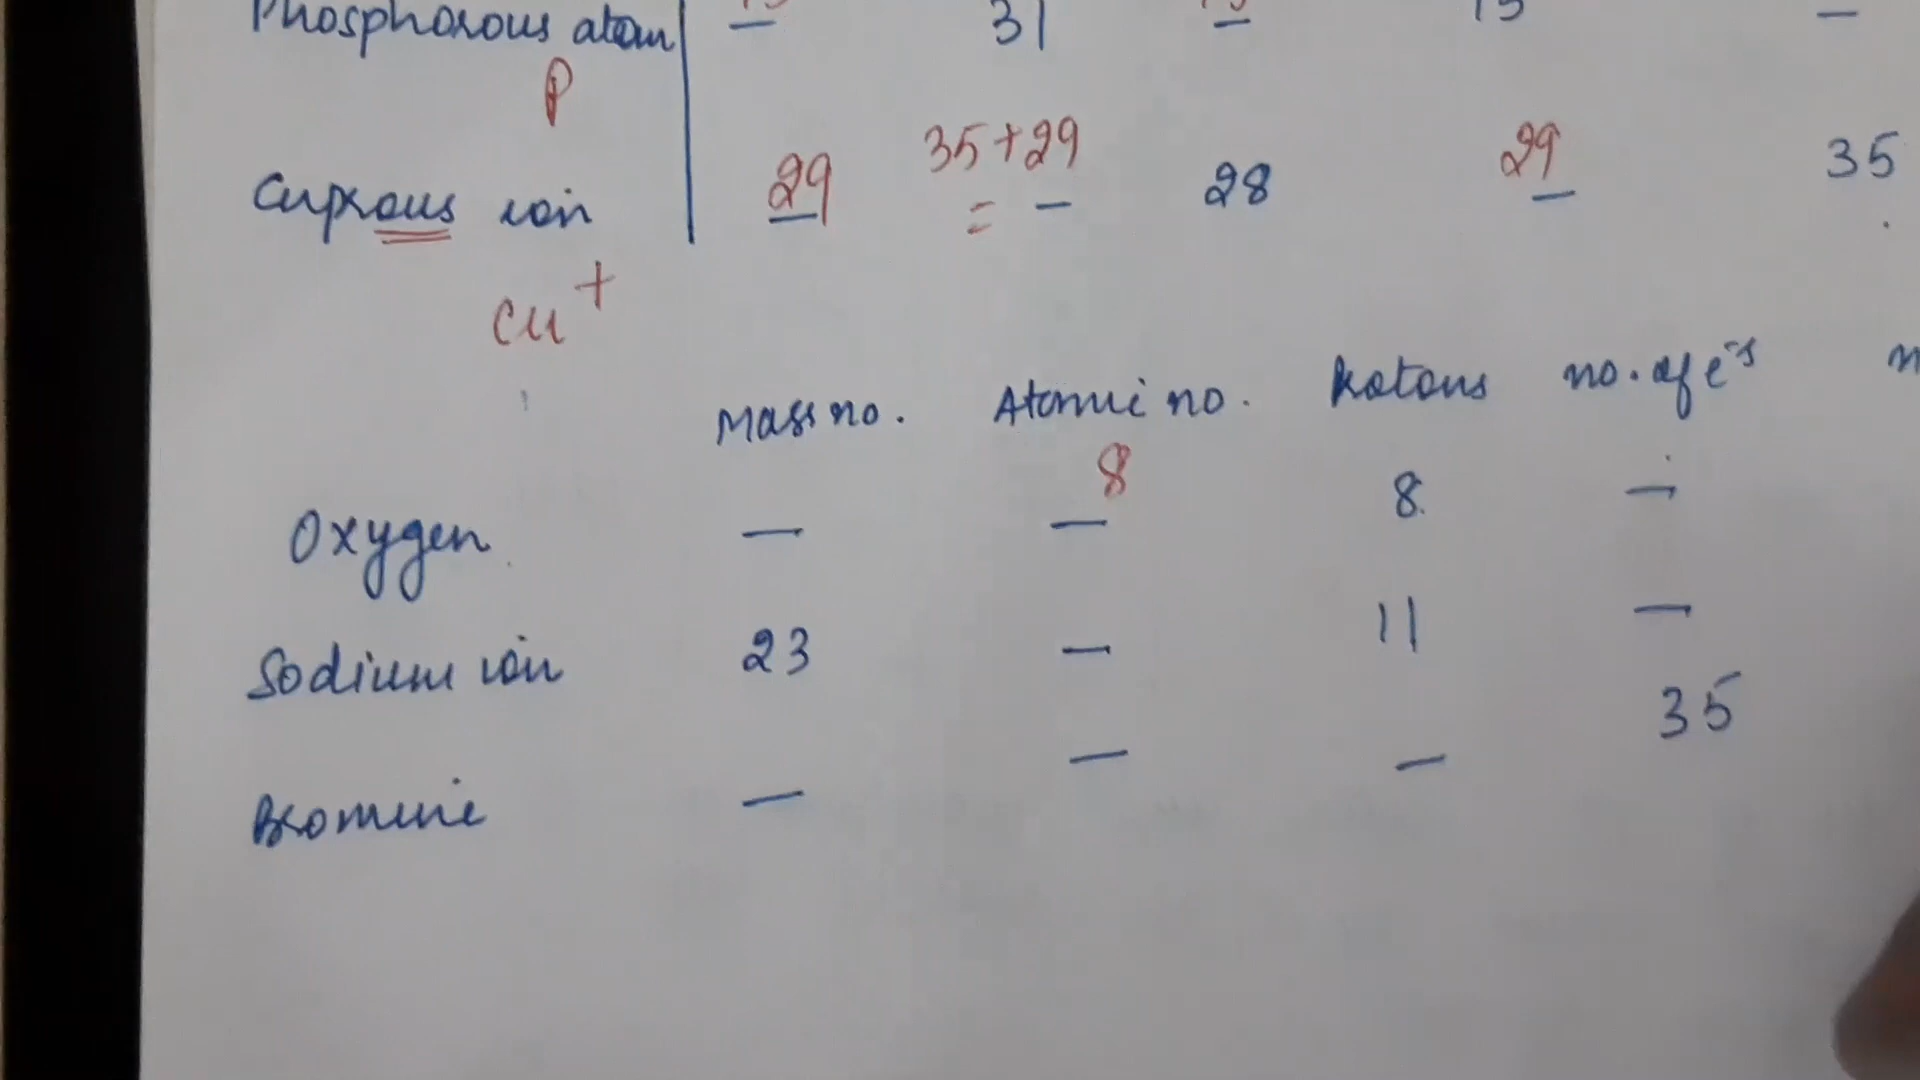 Phosphorous atom — 31 — 15 —
P
Cuprous ion 29 35+29 = — 28 29 — 35
Cu+
Mass no. Atomic no. Protons no. of e-s n
Oxygen — 8 — 8 —
Sodium ion 23 — 11 —
Bromine — — — 35